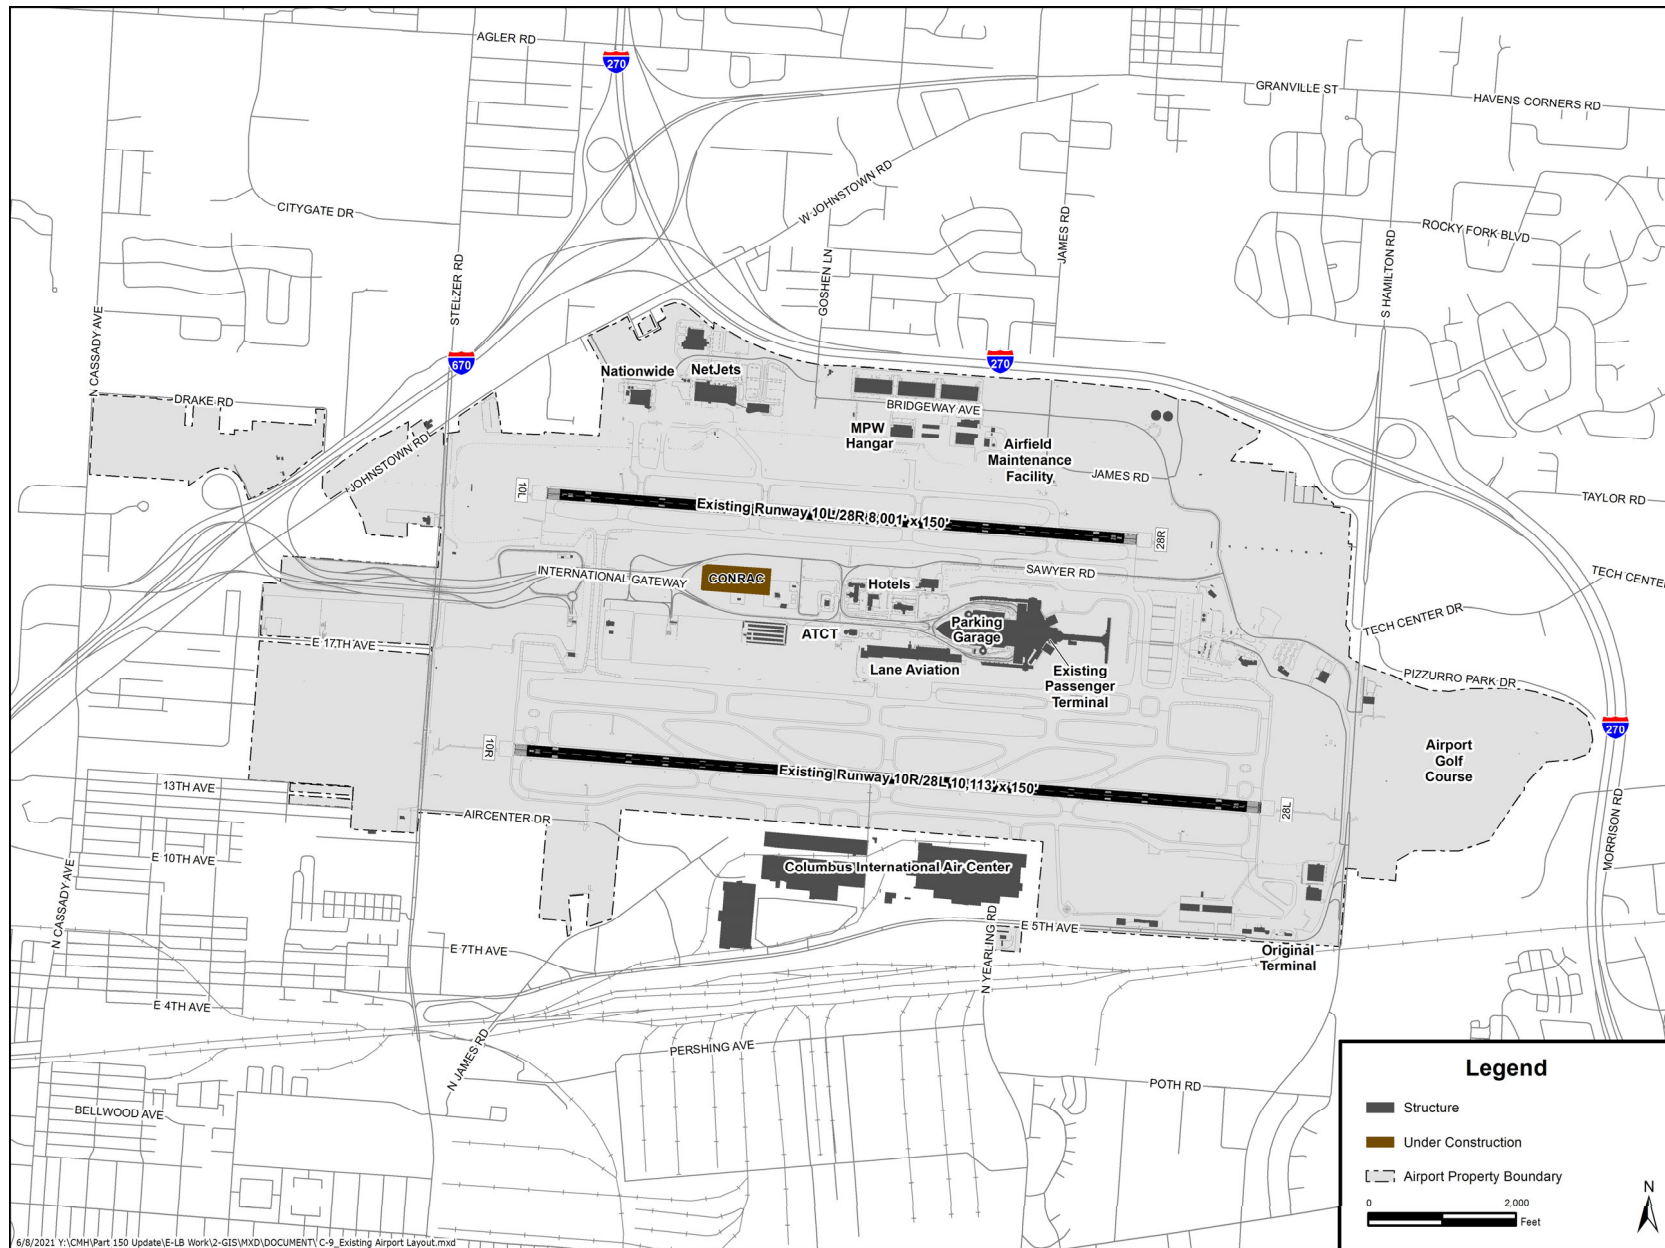 AGLER RD
270
GRANVILLE ST
HAVENS CORNERS RD
W JOHNSTOWN RD
CITYGATE DR
JAMES RD
S HAMILTON RD
ROCKY FORK BLVD
STELZER RD
GOSHEN LN
N CASSADY AVE
670
270
Nationwide
NetJets
DRAKE RD
BRIDGEWAY AVE
MPW
Hangar
Airfield
Maintenance
Facility
JOHNSTOWN RD
JAMES RD
TAYLOR RD
10L
Existing Runway 10L/28R 8,001' x 150'
28R
INTERNATIONAL GATEWAY
CONRAC
Hotels
SAWYER RD
TECH CENTER
TECH CENTER DR
Parking
Garage
ATCT
E 17TH AVE
Lane Aviation
Existing
Passenger
Terminal
PIZZURRO PARK DR
270
10R
Existing Runway 10R/28L 10,113' x 150'
28L
Airport
Golf
Course
13TH AVE
AIRCENTER DR
MORRISON RD
E 10TH AVE
Columbus International Air Center
N CASSADY AVE
E 7TH AVE
N YEARLING RD
E 5TH AVE
Original
Terminal
E 4TH AVE
N JAMES RD
PERSHING AVE
POTH RD
BELLWOOD AVE
Legend
Structure
Under Construction
Airport Property Boundary
0 2,000
Feet
N
6/8/2021 Y:\CMH\Part 150 Update\E-LB Work\2-GIS\MXD\DOCUMENT\ C-9_Existing Airport Layout.mxd